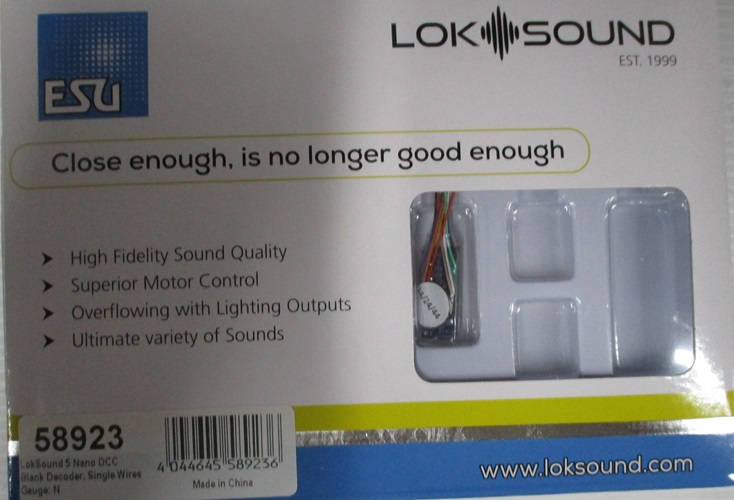 ESU
LOK SOUND
EST. 1999
Close enough, is no longer good enough
High Fidelity Sound Quality
Superior Motor Control
Overflowing with Lighting Outputs
Ultimate variety of Sounds
58923
LokSound 5 Nano DCC
Blank Decoder, Single Wires
Gauge: N
4 044645 589236
Made in China
www.loksound.com